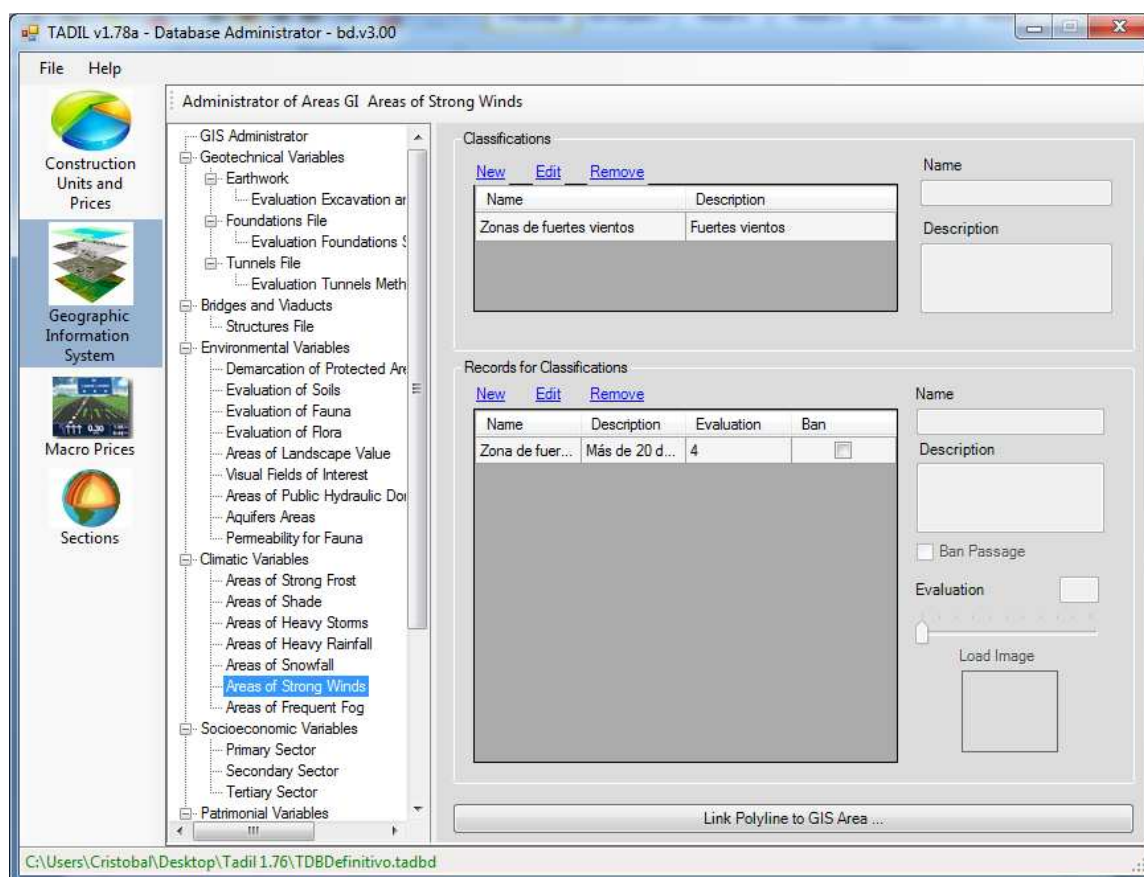 TADIL v1.78a - Database Administrator - bd.v3.00
File Help
Construction
Units and
Prices
Geographic
Information
System
Macro Prices
Sections
Administrator of Areas GI Areas of Strong Winds
GIS Administrator
Geotechnical Variables
Earthwork
Evaluation Excavation ar
Foundations File
Evaluation Foundations S
Tunnels File
Evaluation Tunnels Meth
Bridges and Viaducts
Structures File
Environmental Variables
Demarcation of Protected Are
Evaluation of Soils
Evaluation of Fauna
Evaluation of Flora
Areas of Landscape Value
Visual Fields of Interest
Areas of Public Hydraulic Dor
Aquifers Areas
Permeability for Fauna
Climatic Variables
Areas of Strong Frost
Areas of Shade
Areas of Heavy Storms
Areas of Heavy Rainfall
Areas of Snowfall
Areas of Strong Winds
Areas of Frequent Fog
Socioeconomic Variables
Primary Sector
Secondary Sector
Tertiary Sector
Patrimonial Variables
Classifications
New Edit Remove
Name Description
Zonas de fuertes vientos Fuertes vientos
Name
Description
Records for Classifications
New Edit Remove
Name Description Evaluation Ban
Zona de fuer... Más de 20 d... 4
Name
Description
Ban Passage
Evaluation
Load Image
Link Polyline to GIS Area ...
C:\Users\Cristobal\Desktop\Tadil 1.76\TDBDefinitivo.tadbd